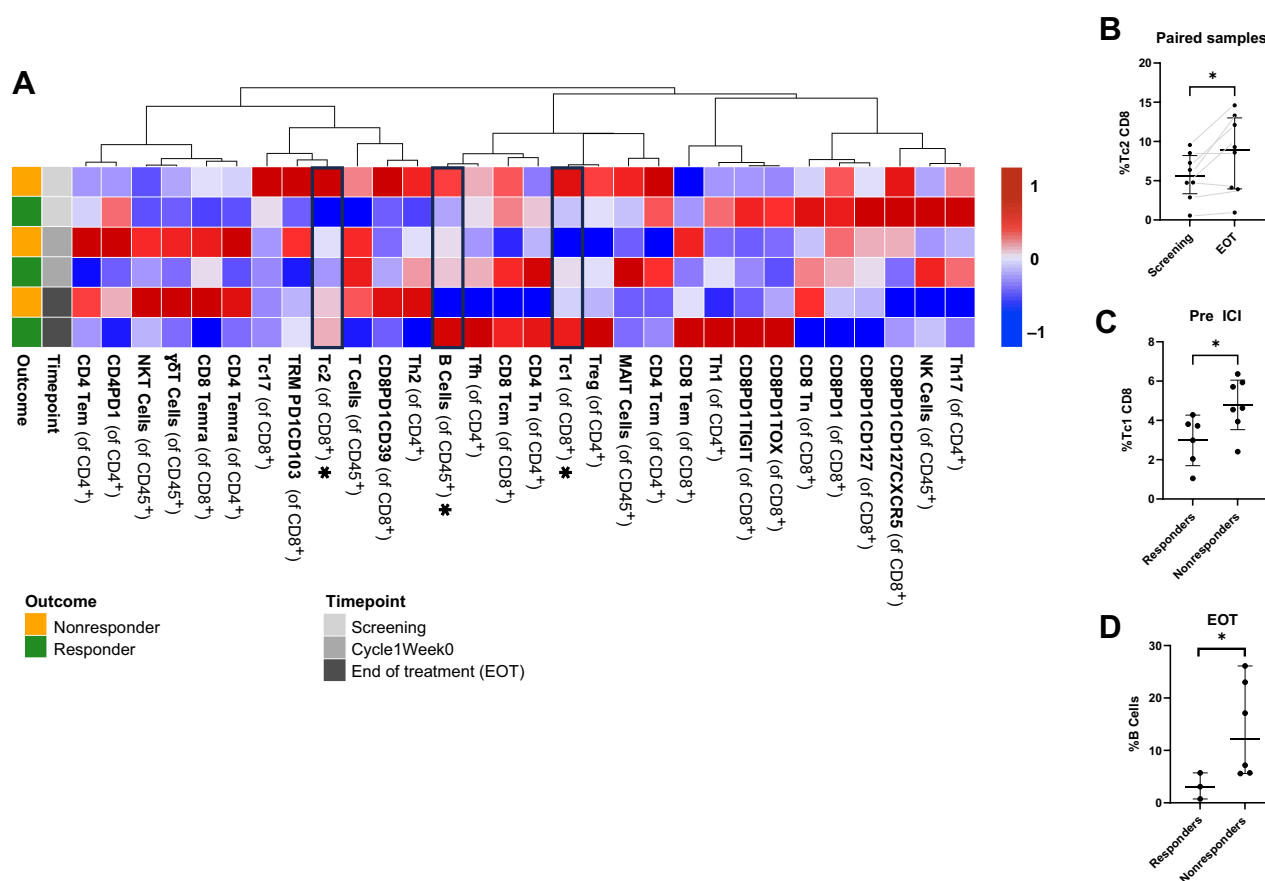 A
1
0
−1
Outcome
Timepoint
CD4 Tem (of CD4+)
CD4PD1 (of CD4+)
NKT Cells (of CD45+)
γδT Cells (of CD45+)
CD8 Temra (of CD8+)
CD4 Temra (of CD4+)
Tc17 (of CD8+)
TRM PD1CD103 (of CD8+)
Tc2 (of CD8+) *
T Cells (of CD45+)
CD8PD1CD39 (of CD8+)
Th2 (of CD4+)
B Cells (of CD45+) *
Tfh (of CD4+)
CD8 Tcm (of CD8+)
CD4 Tn (of CD4+)
Tc1 (of CD8+) *
Treg (of CD4+)
MAIT Cells (of CD45+)
CD4 Tcm (of CD4+)
CD8 Tem (of CD8+)
Th1 (of CD4+)
CD8PD1TIGIT (of CD8+)
CD8PD1TOX (of CD8+)
CD8 Tn (of CD8+)
CD8PD1 (of CD8+)
CD8PD1CD127 (of CD8+)
CD8PD1CD127CXCR5 (of CD8+)
NK Cells (of CD45+)
Th17 (of CD4+)
Outcome
Nonresponder
Responder
Timepoint
Screening
Cycle1Week0
End of treatment (EOT)
B
Paired samples
*
%Tc2 CD8
20
15
10
5
0
Screening
EOT
C
Pre ICI
*
%Tc1 CD8
8
6
4
2
0
Responders
Nonresponders
D
EOT
*
%B Cells
30
20
10
0
Responders
Nonresponders